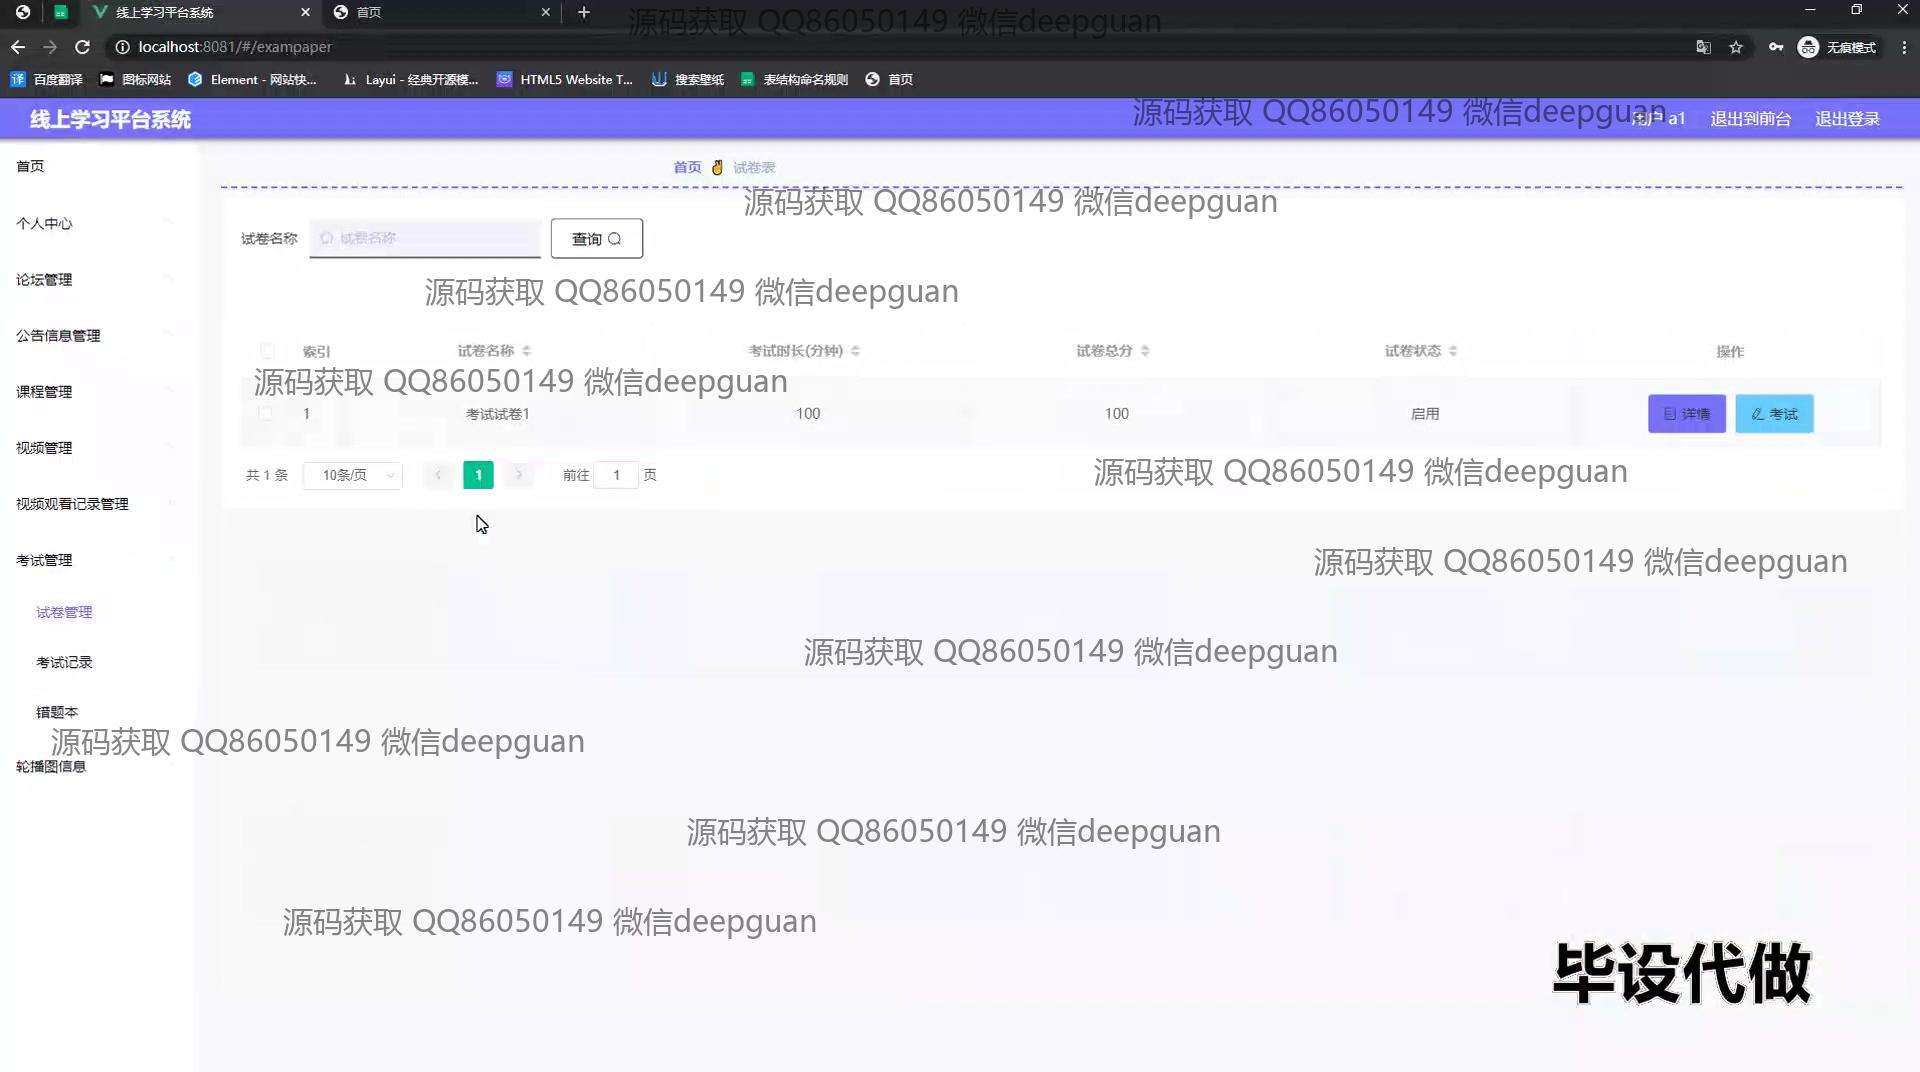 线上学习平台系统
首页
源码获取 QQ86050149 微信deepguan
localhost:8081/#/exampaper
无痕模式
百度翻译
图标网站
Element - 网站快...
Layui - 经典开源模...
HTML5 Website T...
搜索壁纸
表结构命名规则
首页
线上学习平台系统
源码获取 QQ86050149 微信deepguan
用户 a1
退出到前台
退出登录
首页
个人中心
论坛管理
公告信息管理
课程管理
视频管理
视频观看记录管理
考试管理
试卷管理
考试记录
错题本
轮播图信息
首页
试卷表
源码获取 QQ86050149 微信deepguan
试卷名称
试卷名称
查询
源码获取 QQ86050149 微信deepguan
索引 试卷名称 考试时长(分钟) 试卷总分 试卷状态 操作
源码获取 QQ86050149 微信deepguan
1 考试试卷1 100 100 启用 详情 考试
共 1 条 10条/页 1 前往 1 页
源码获取 QQ86050149 微信deepguan
源码获取 QQ86050149 微信deepguan
源码获取 QQ86050149 微信deepguan
源码获取 QQ86050149 微信deepguan
源码获取 QQ86050149 微信deepguan
源码获取 QQ86050149 微信deepguan
毕设代做